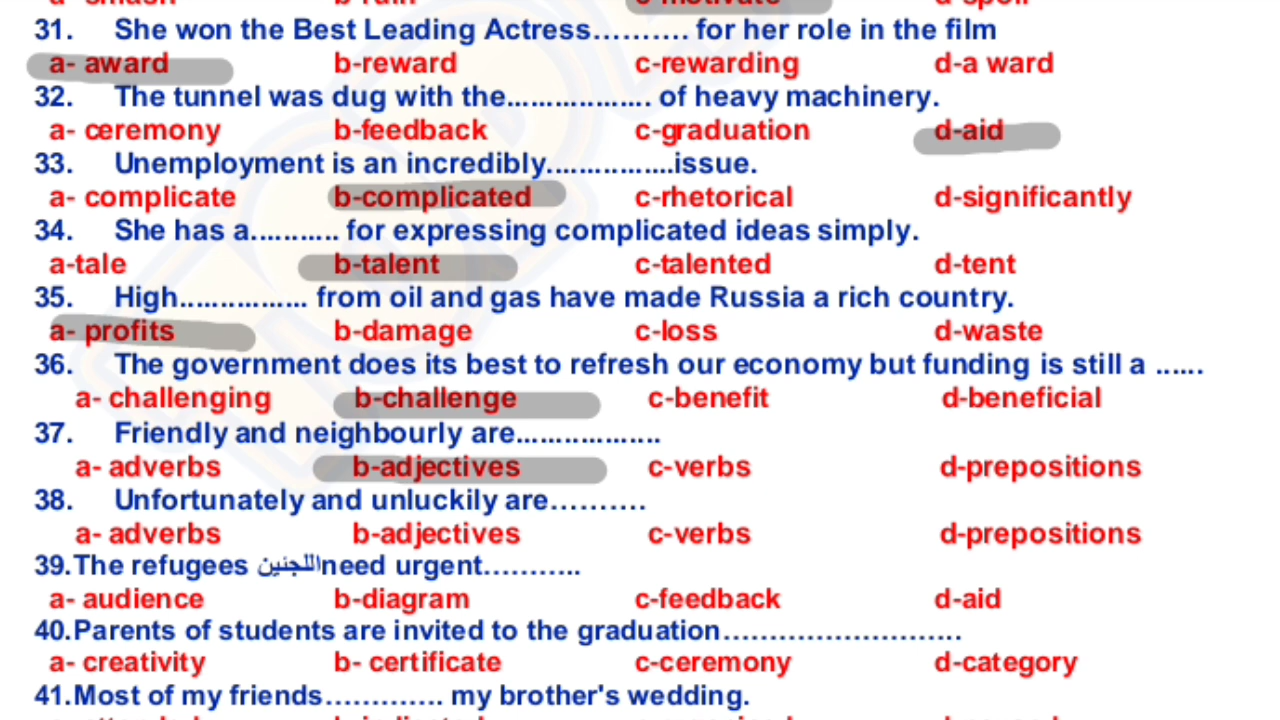 c-motivate
31. She won the Best Leading Actress.......... for her role in the film
a- award b-reward c-rewarding d-a ward
32. The tunnel was dug with the.................. of heavy machinery.
a- ceremony b-feedback c-graduation d-aid
33. Unemployment is an incredibly................issue.
a- complicate b-complicated c-rhetorical d-significantly
34. She has a........... for expressing complicated ideas simply.
a-tale b-talent c-talented d-tent
35. High................ from oil and gas have made Russia a rich country.
a- profits b-damage c-loss d-waste
36. The government does its best to refresh our economy but funding is still a ......
a- challenging b-challenge c-benefit d-beneficial
37. Friendly and neighbourly are..................
a- adverbs b-adjectives c-verbs d-prepositions
38. Unfortunately and unluckily are..........
a- adverbs b-adjectives c-verbs d-prepositions
39.The refugees اللجئين need urgent...........
a- audience b-diagram c-feedback d-aid
40.Parents of students are invited to the graduation..........................
a- creativity b- certificate c-ceremony d-category
41.Most of my friends............. my brother's wedding.